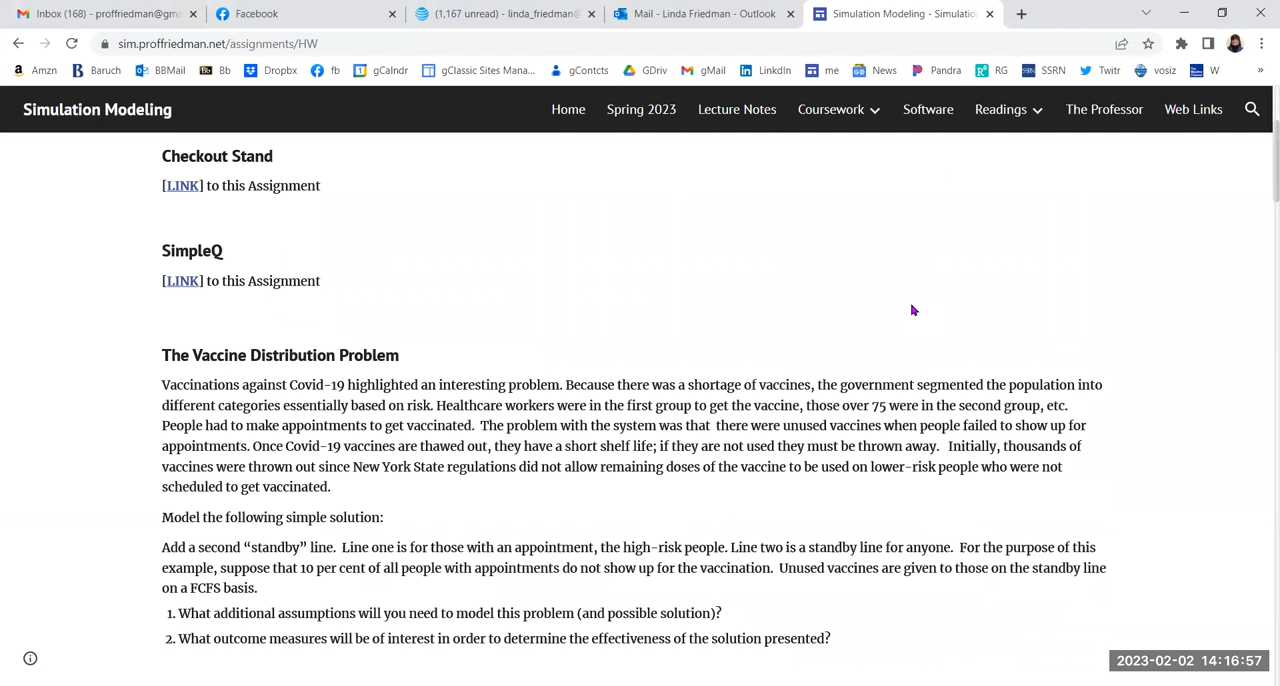 Inbox (168) - proffriedman@gm
Facebook
(1,167 unread) - linda_friedman@
Mail - Linda Friedman - Outlook
Simulation Modeling - Simulatio
sim.proffriedman.net/assignments/HW
Amzn Baruch BBMail Bb Dropbx fb gCalndr gClassic Sites Mana... gContcts GDriv gMail LinkdIn me News Pandra RG SSRN Twitr vosiz W »
Simulation Modeling Home Spring 2023 Lecture Notes Coursework Software Readings The Professor Web Links
Checkout Stand
[LINK] to this Assignment
SimpleQ
[LINK] to this Assignment
The Vaccine Distribution Problem
Vaccinations against Covid-19 highlighted an interesting problem. Because there was a shortage of vaccines, the government segmented the population into
different categories essentially based on risk. Healthcare workers were in the first group to get the vaccine, those over 75 were in the second group, etc.
People had to make appointments to get vaccinated. The problem with the system was that there were unused vaccines when people failed to show up for
appointments. Once Covid-19 vaccines are thawed out, they have a short shelf life; if they are not used they must be thrown away. Initially, thousands of
vaccines were thrown out since New York State regulations did not allow remaining doses of the vaccine to be used on lower-risk people who were not
scheduled to get vaccinated.
Model the following simple solution:
Add a second “standby” line. Line one is for those with an appointment, the high-risk people. Line two is a standby line for anyone. For the purpose of this
example, suppose that 10 per cent of all people with appointments do not show up for the vaccination. Unused vaccines are given to those on the standby line
on a FCFS basis.
1. What additional assumptions will you need to model this problem (and possible solution)?
2. What outcome measures will be of interest in order to determine the effectiveness of the solution presented?
2023-02-02 14:16:57